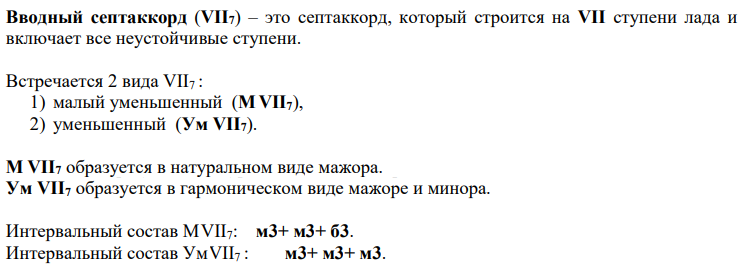 Вводный септаккорд (VII₇) – это септаккорд, который строится на VII ступени лада и
включает все неустойчивые ступени.
Встречается 2 вида VII₇ :
1) малый уменьшенный (М VII₇),
2) уменьшенный (Ум VII₇).
М VII₇ образуется в натуральном виде мажора.
Ум VII₇ образуется в гармоническом виде мажоре и минора.
Интервальный состав МVII₇: м3+ м3+ б3.
Интервальный состав УмVII₇ : м3+ м3+ м3.